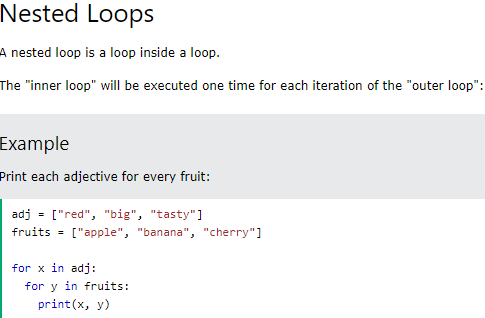 Nested Loops
A nested loop is a loop inside a loop.
The "inner loop" will be executed one time for each iteration of the "outer loop":
Example
Print each adjective for every fruit:
adj = ["red", "big", "tasty"]
fruits = ["apple", "banana", "cherry"]
for x in adj:
  for y in fruits:
    print(x, y)